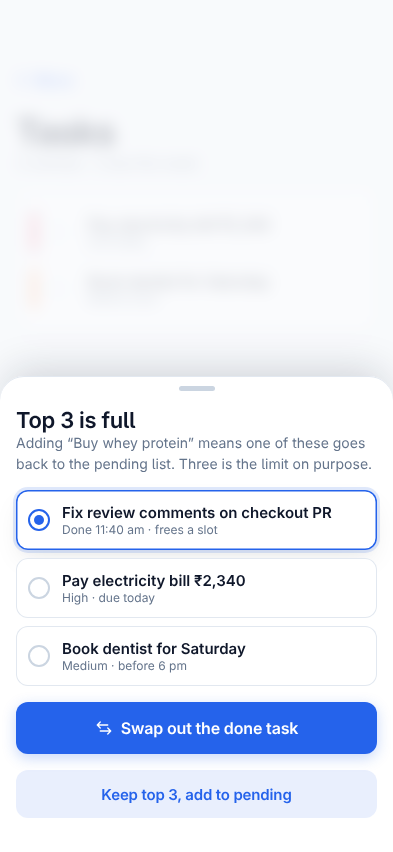 Tasks
Top 3 is full
Adding “Buy whey protein” means one of these goes
back to the pending list. Three is the limit on purpose.
Fix review comments on checkout PR
Done 11:40 am · frees a slot
Pay electricity bill ₹2,340
High · due today
Book dentist for Saturday
Medium · before 6 pm
Swap out the done task
Keep top 3, add to pending